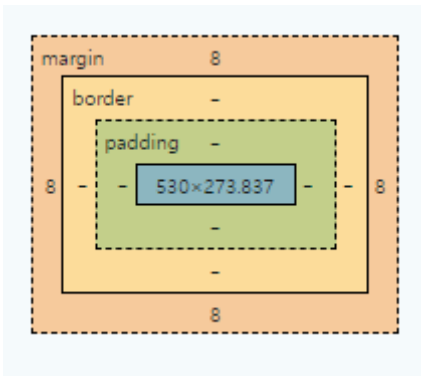 margin 8
border -
padding -
8 - - 530×273.837 - - 8
-
-
8